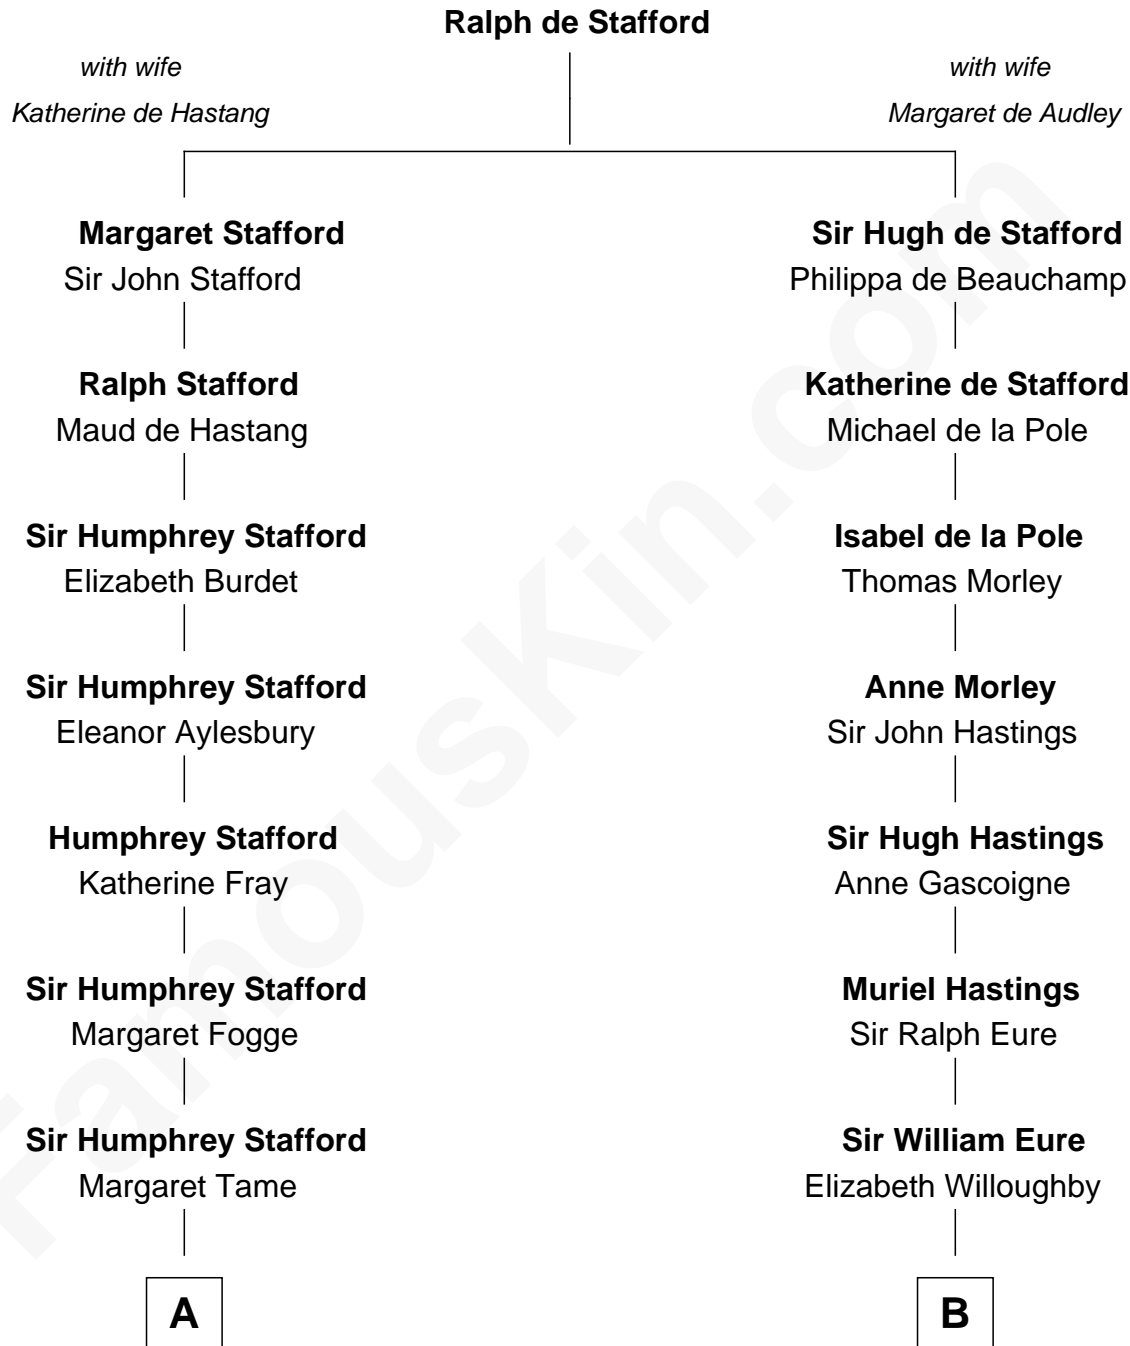 Ralph de Stafford
with wife
Katherine de Hastang
with wife
Margaret de Audley
Margaret Stafford
Sir John Stafford
Sir Hugh de Stafford
Philippa de Beauchamp
Ralph Stafford
Maud de Hastang
Katherine de Stafford
Michael de la Pole
Sir Humphrey Stafford
Elizabeth Burdet
Isabel de la Pole
Thomas Morley
Sir Humphrey Stafford
Eleanor Aylesbury
Anne Morley
Sir John Hastings
Humphrey Stafford
Katherine Fray
Sir Hugh Hastings
Anne Gascoigne
Sir Humphrey Stafford
Margaret Fogge
Muriel Hastings
Sir Ralph Eure
Sir Humphrey Stafford
Margaret Tame
Sir William Eure
Elizabeth Willoughby
A
B
FamousKin.com